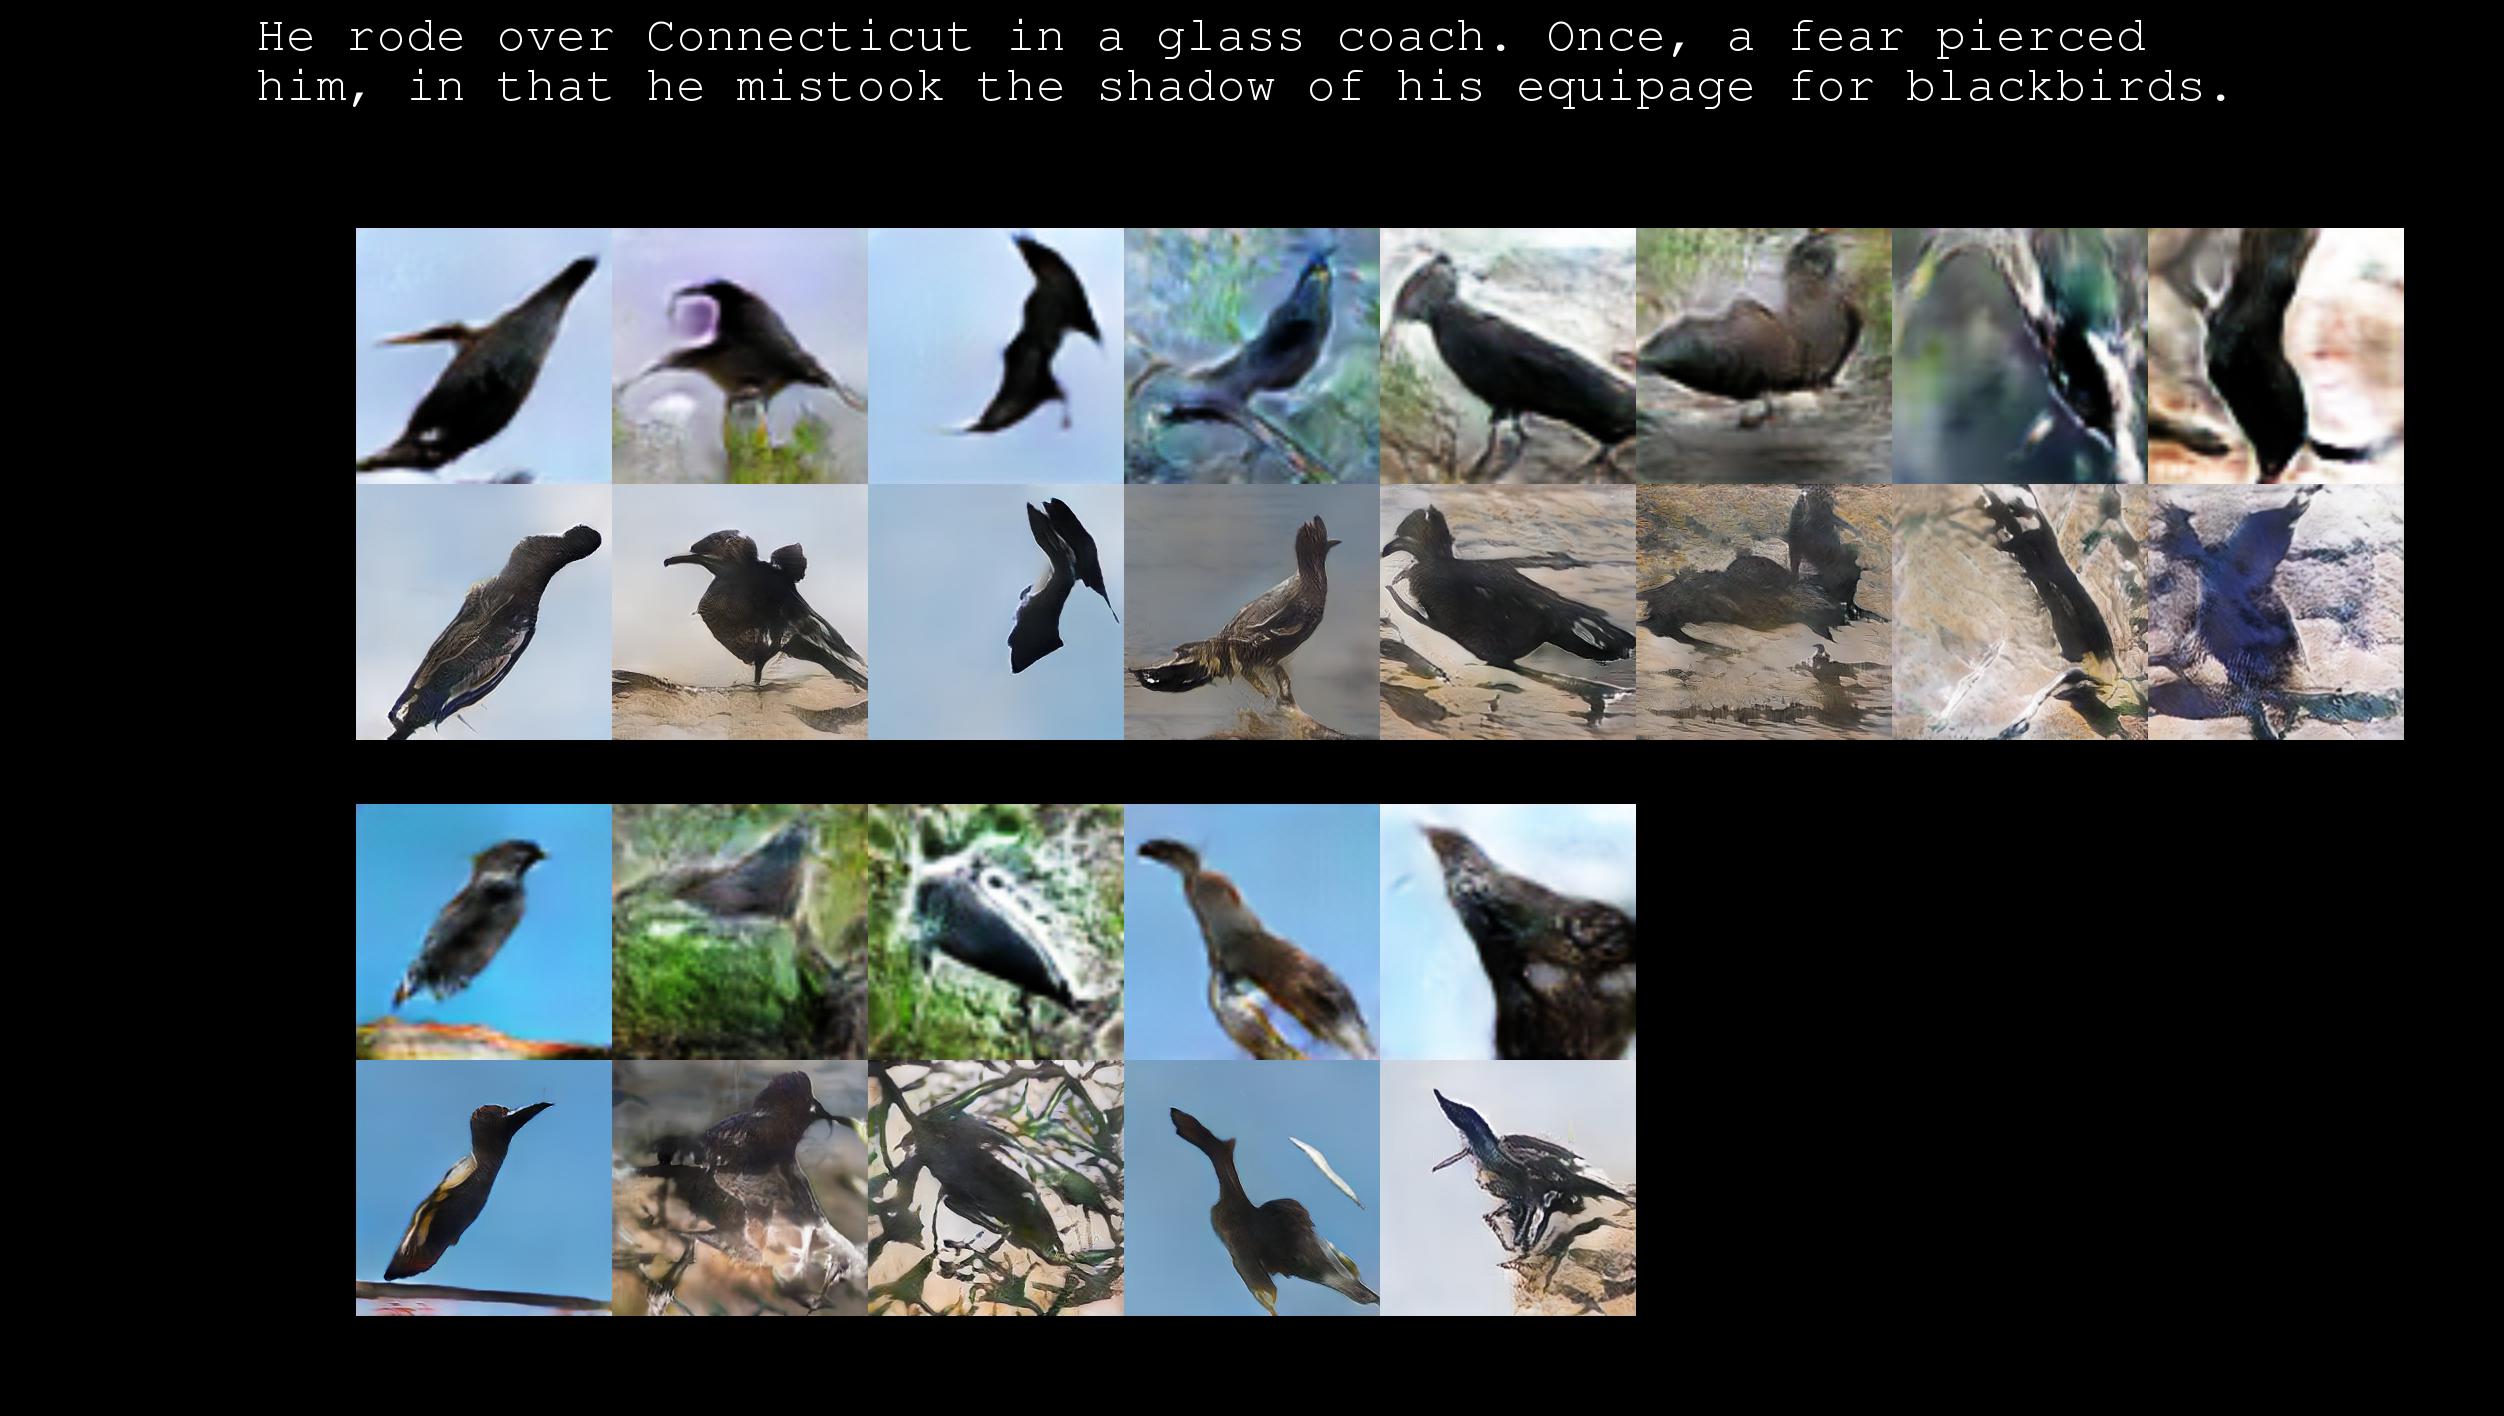 He rode over Connecticut in a glass coach. Once, a fear pierced
him, in that he mistook the shadow of his equipage for blackbirds.